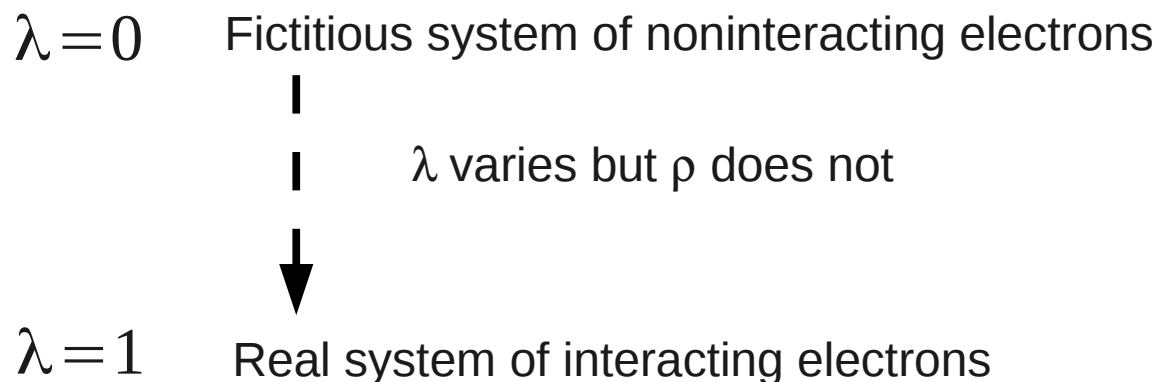 λ=0 Fictitious system of noninteracting electrons
λ varies but ρ does not
λ=1 Real system of interacting electrons